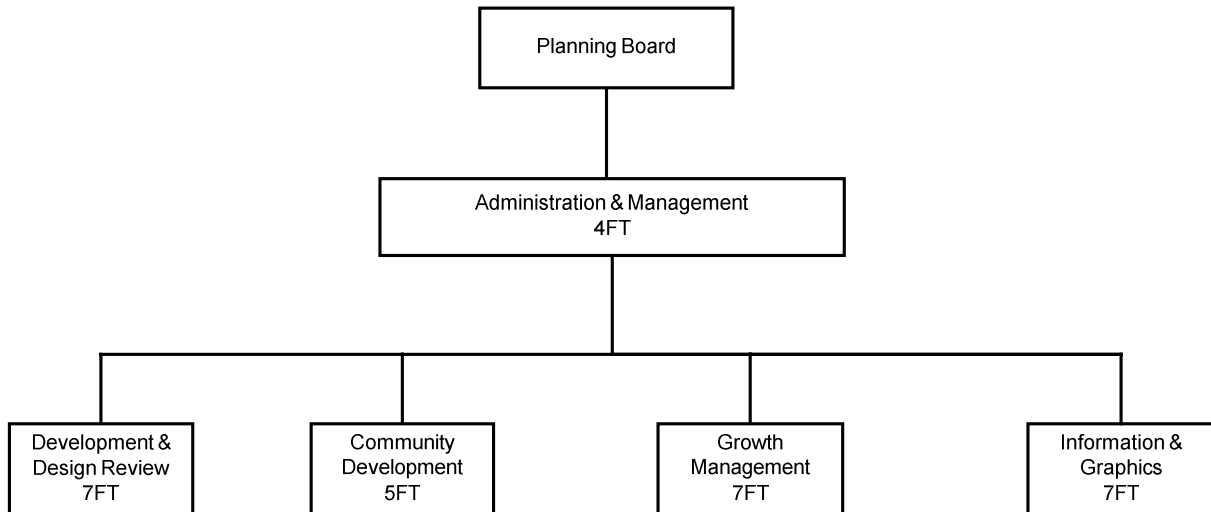 Planning Board
Administration & Management
4FT
Development &
Design Review
7FT
Community
Development
5FT
Growth
Management
7FT
Information &
Graphics
7FT